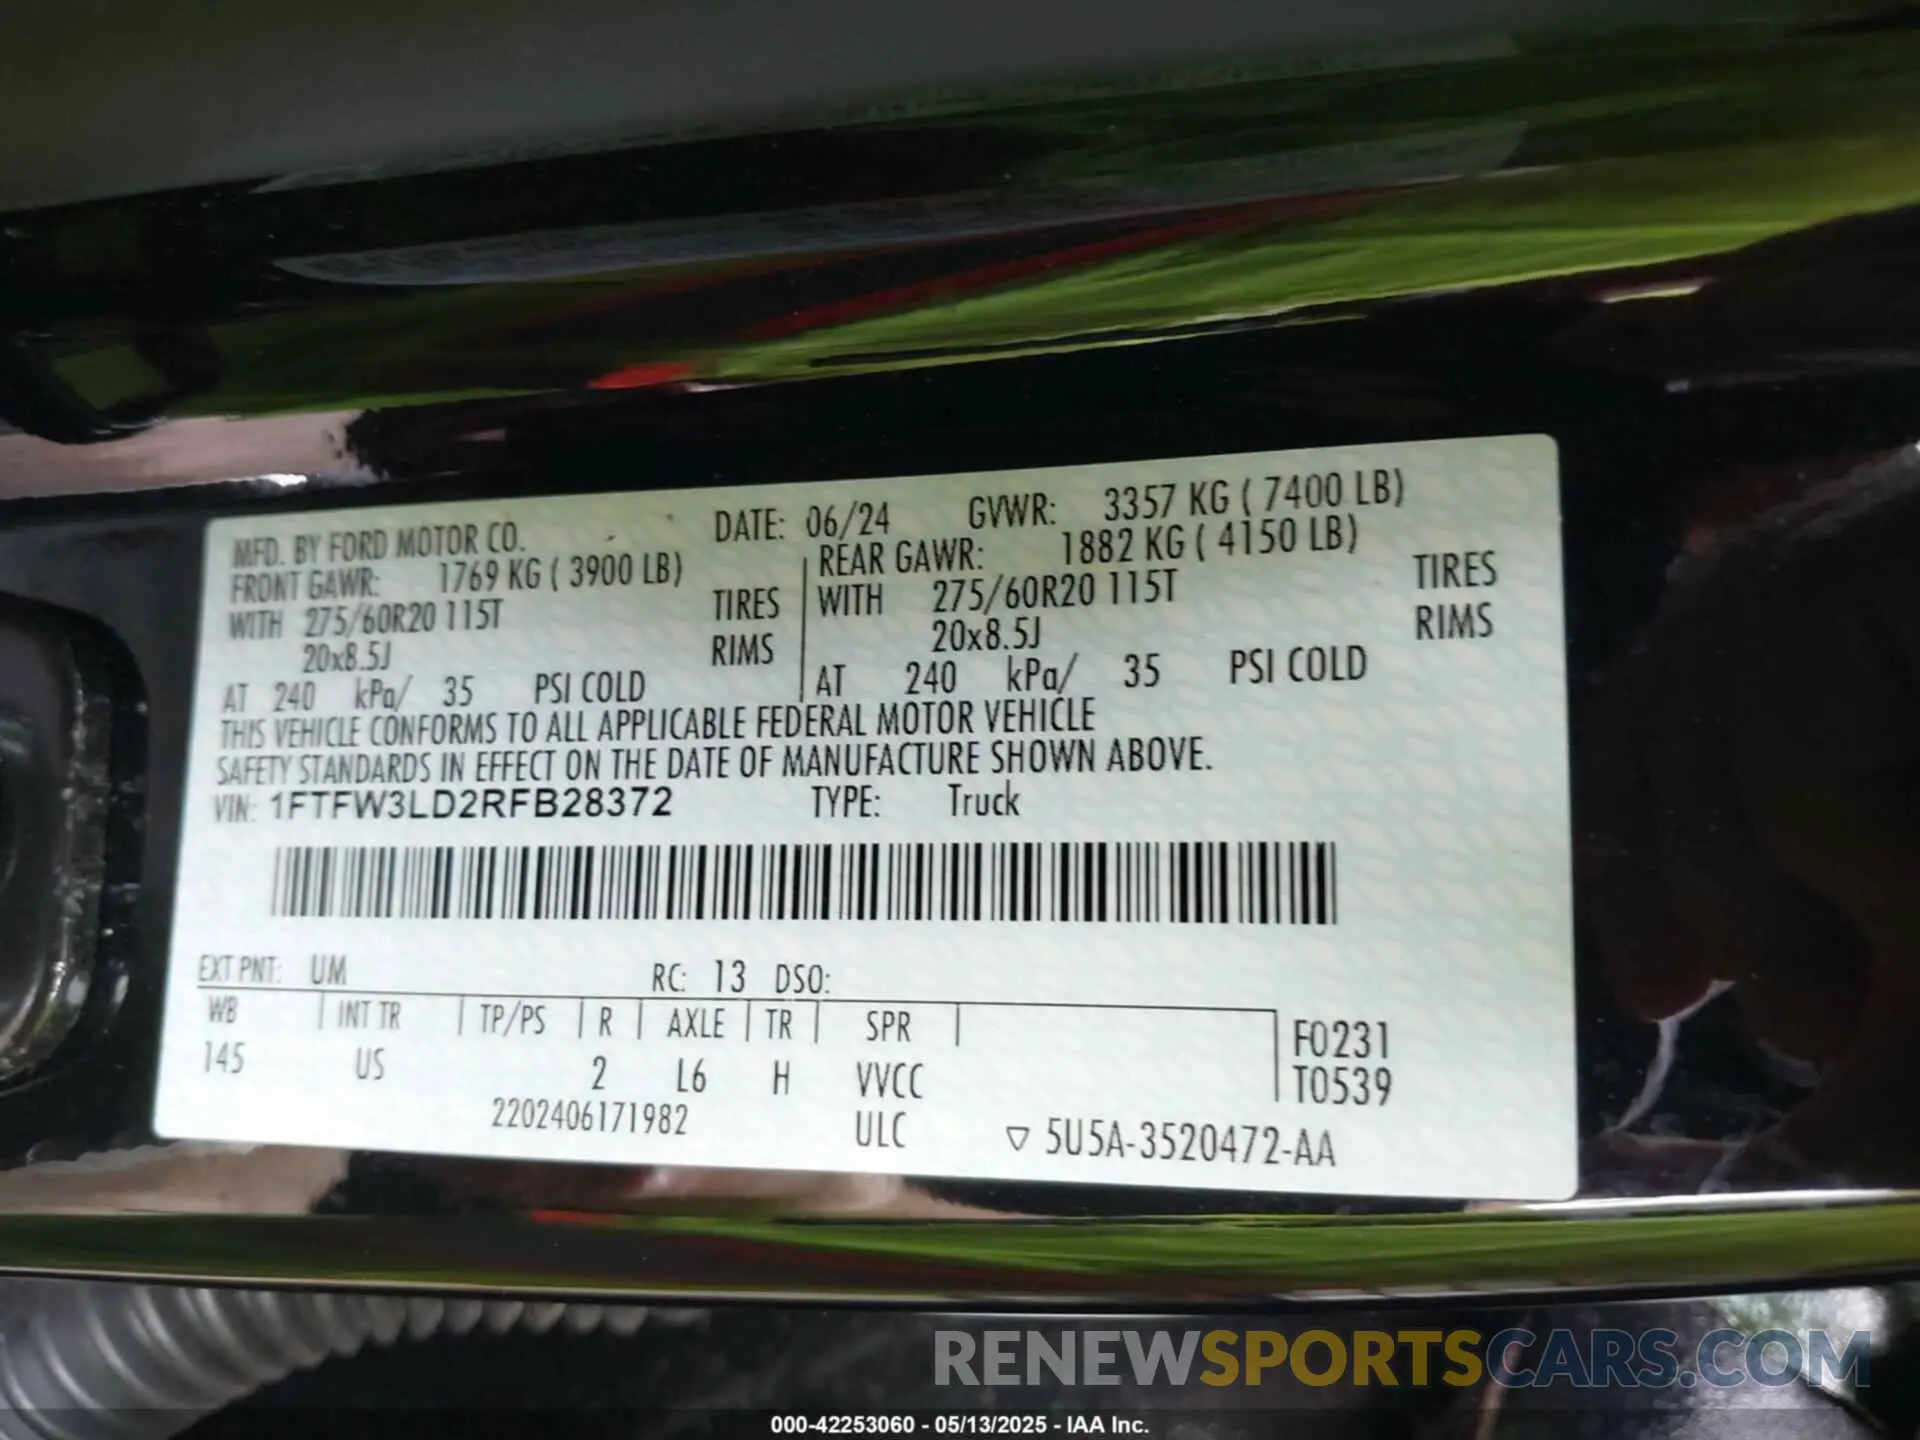 MFD. BY FORD MOTOR CO. DATE: 06/24 GVWR: 3357 KG ( 7400 LB)
FRONT GAWR: 1769 KG ( 3900 LB) REAR GAWR: 1882 KG ( 4150 LB)
WITH 275/60R20 115T TIRES WITH 275/60R20 115T TIRES
20x8.5J RIMS 20x8.5J RIMS
AT 240 kPa/ 35 PSI COLD AT 240 kPa/ 35 PSI COLD
THIS VEHICLE CONFORMS TO ALL APPLICABLE FEDERAL MOTOR VEHICLE
SAFETY STANDARDS IN EFFECT ON THE DATE OF MANUFACTURE SHOWN ABOVE.
VIN: 1FTFW3LD2RFB28372 TYPE: Truck
EXT PNT: UM RC: 13 DSO:
WB INT TR TP/PS R AXLE TR SPR F0231
145 US 2 L6 H VVCC T0539
2202406171982 ULC ▽ 5U5A-3520472-AA
RENEWSPORTSCARS.COM
000-42253060 - 05/13/2025 - IAA Inc.